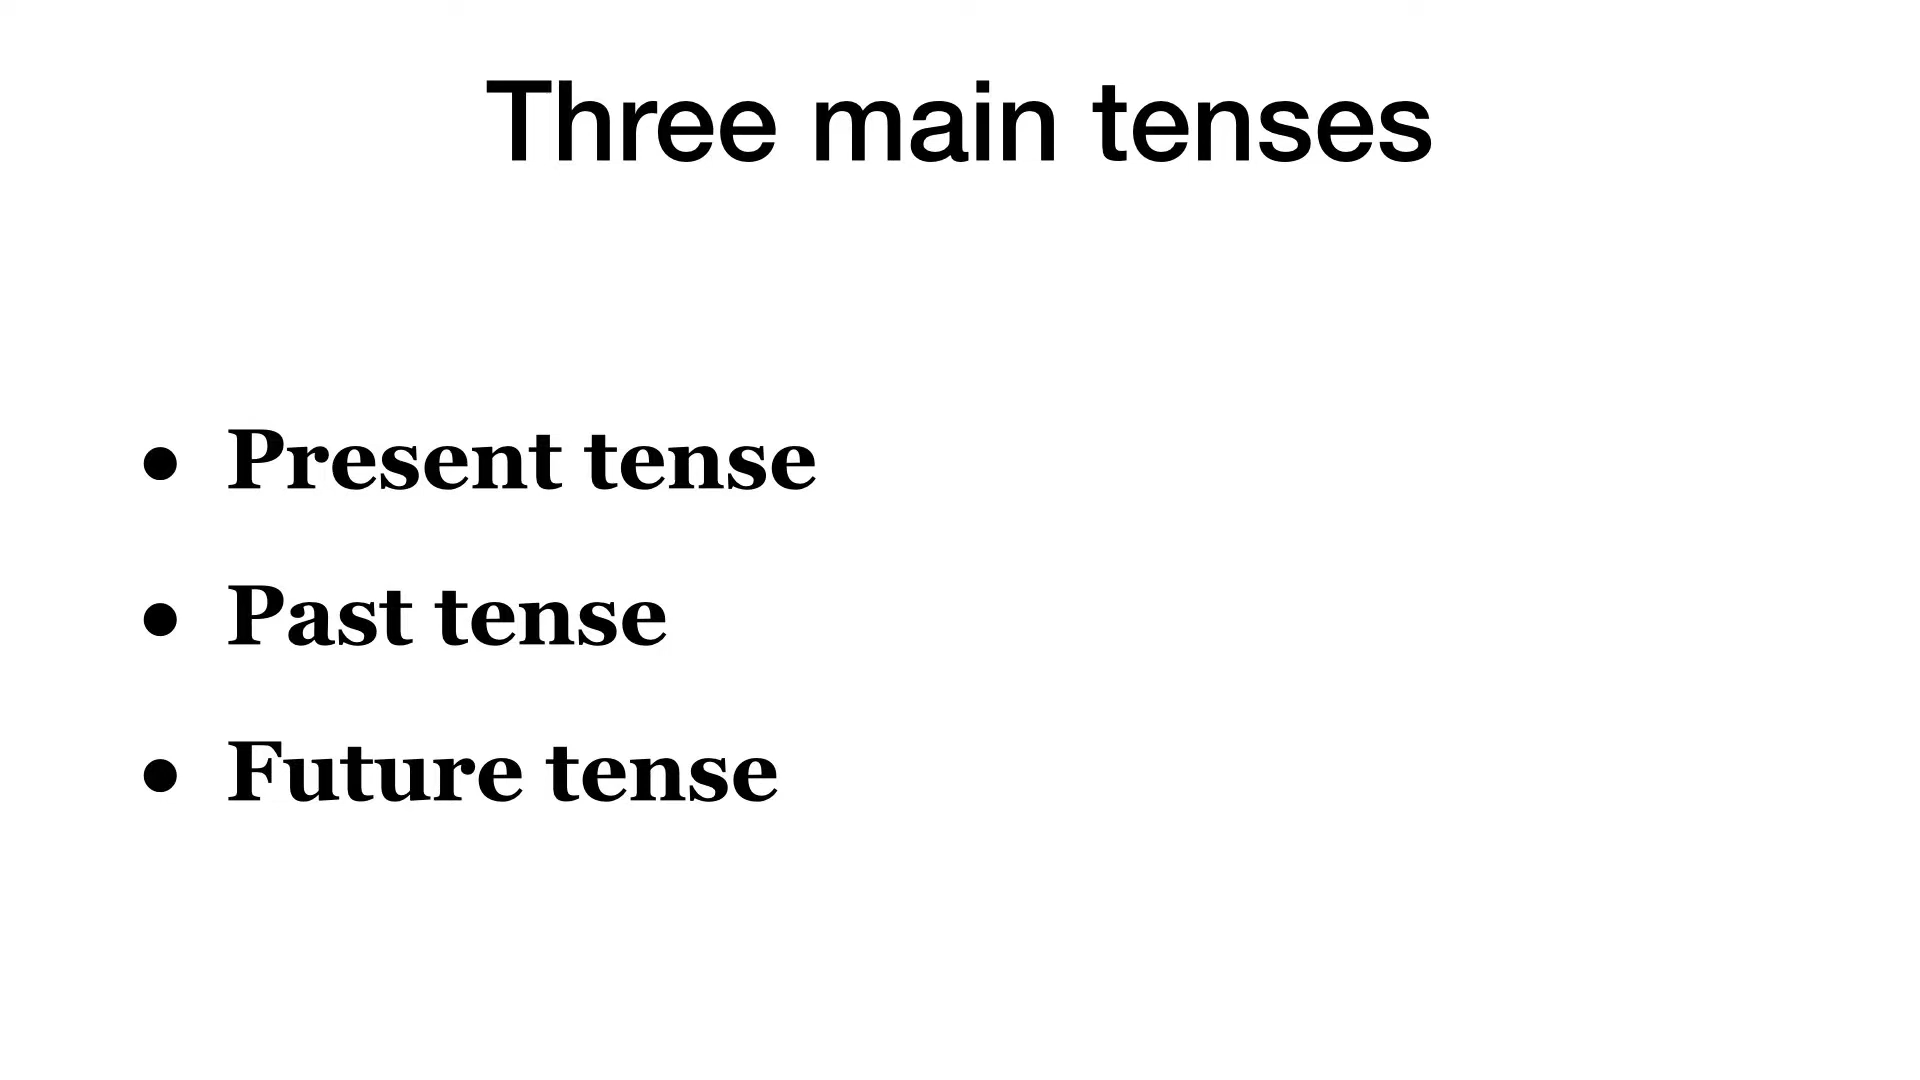 Three main tenses
• Present tense
• Past tense
• Future tense